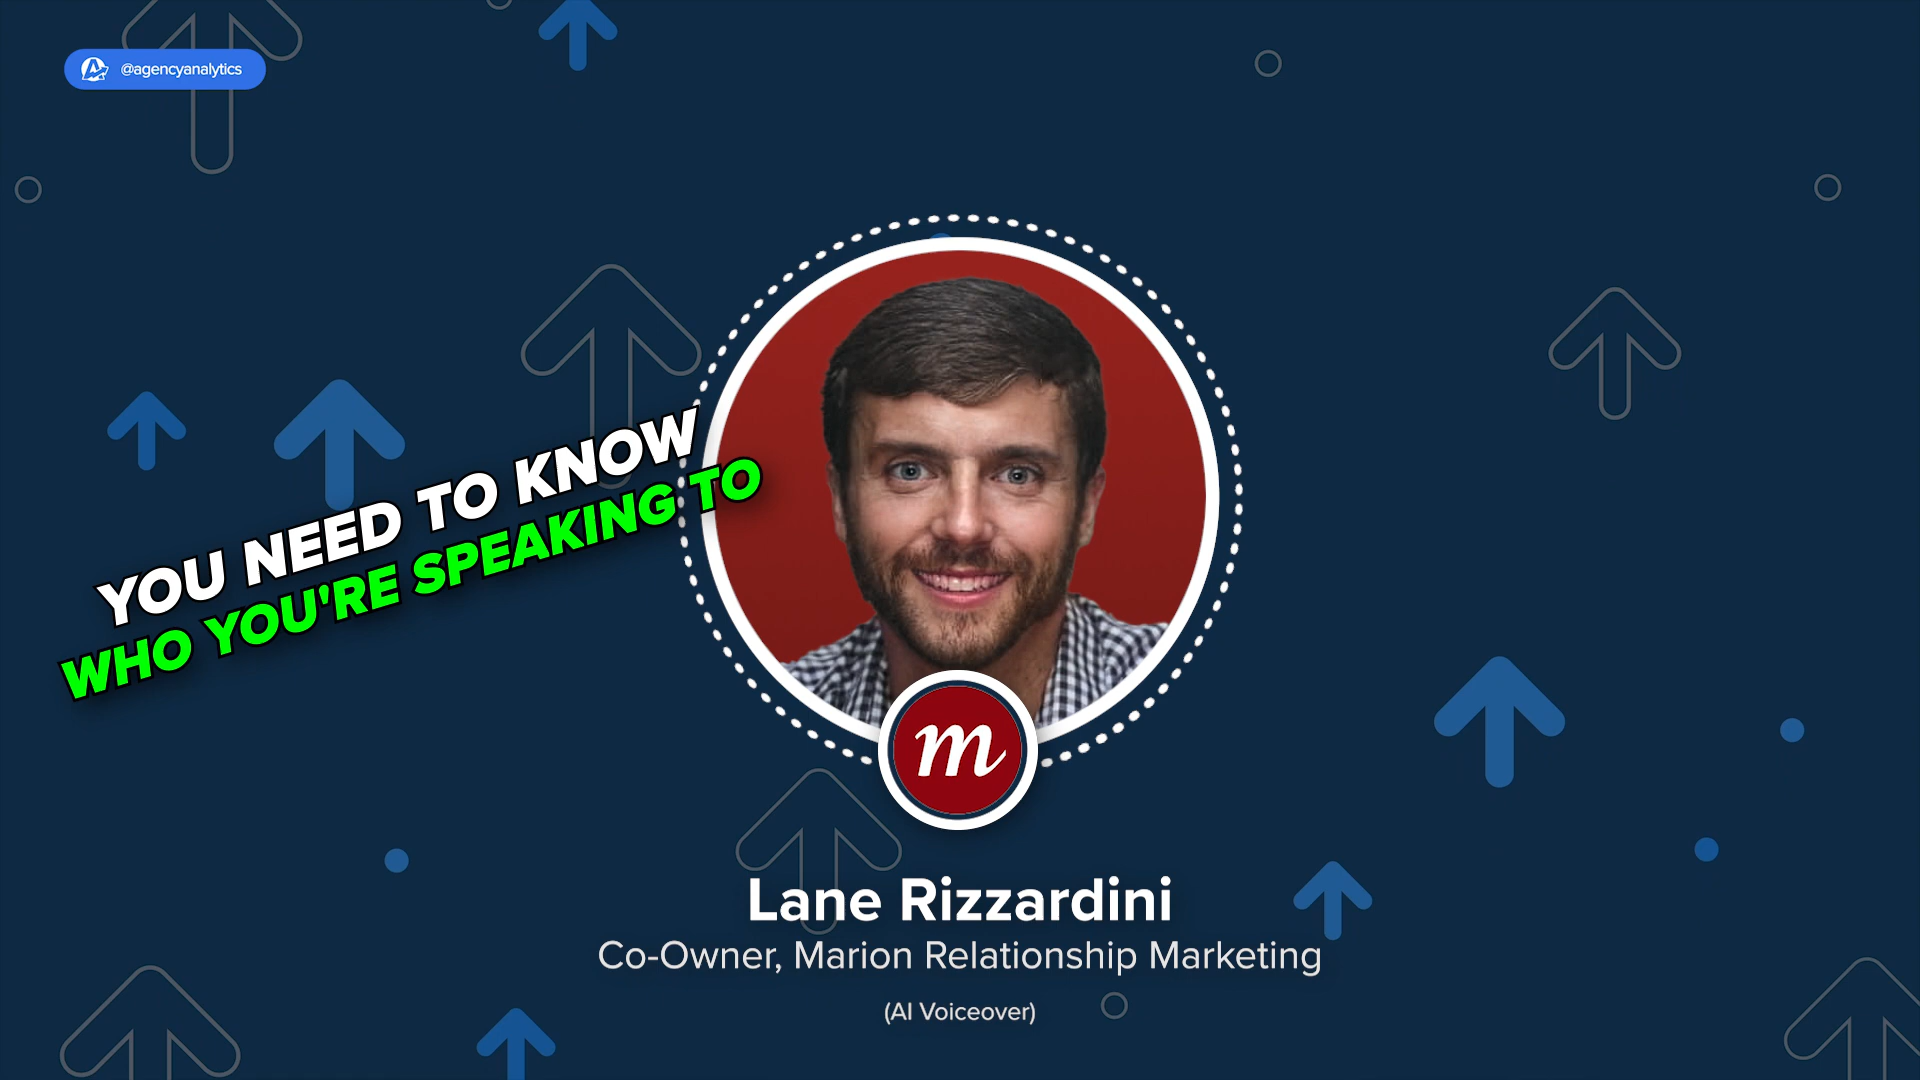 @agencyanalytics
YOU NEED TO KNOW
WHO YOU'RE SPEAKING TO
m
Lane Rizzardini
Co-Owner, Marion Relationship Marketing
(AI Voiceover)